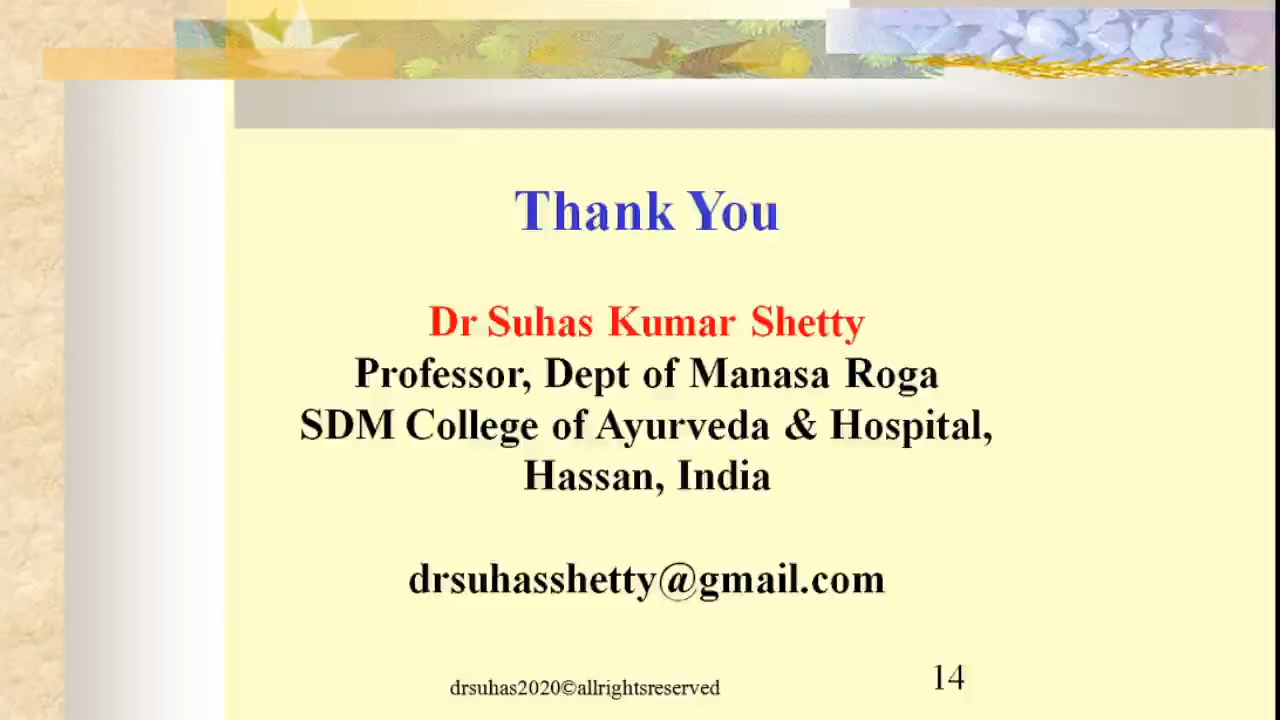 Thank You
Dr Suhas Kumar Shetty
Professor, Dept of Manasa Roga
SDM College of Ayurveda & Hospital,
Hassan, India
drsuhasshetty@gmail.com
drsuhas2020©allrightsreserved
14